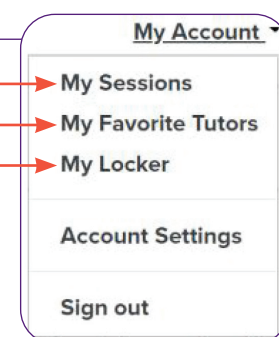 My Account
My Sessions
My Favorite Tutors
My Locker
Account Settings
Sign out